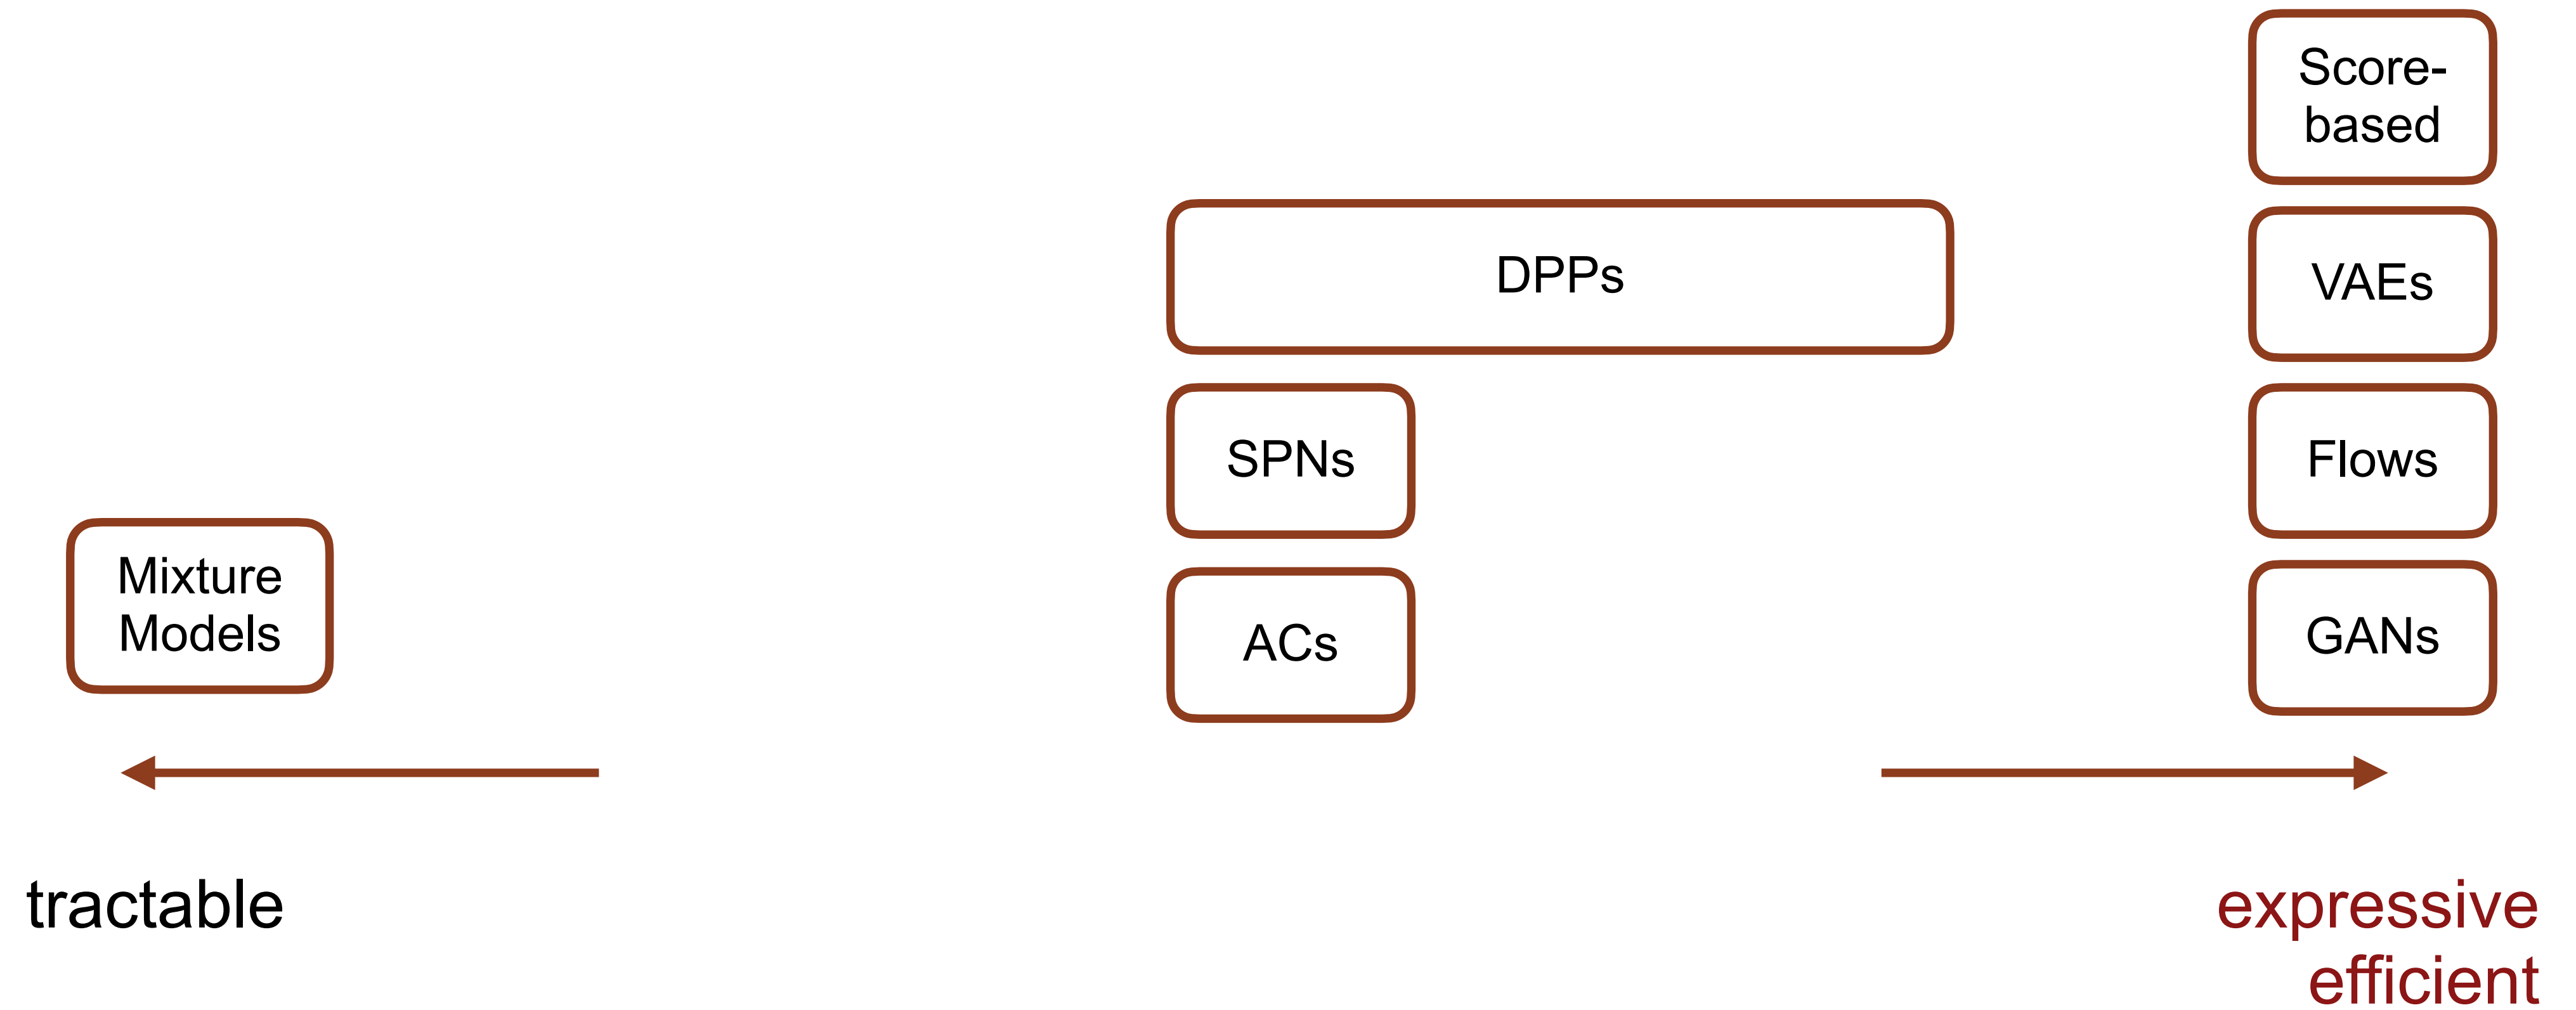 Score-
based
DPPs
VAEs
SPNs
Flows
Mixture
Models
ACs
GANs
tractable
expressive
efficient